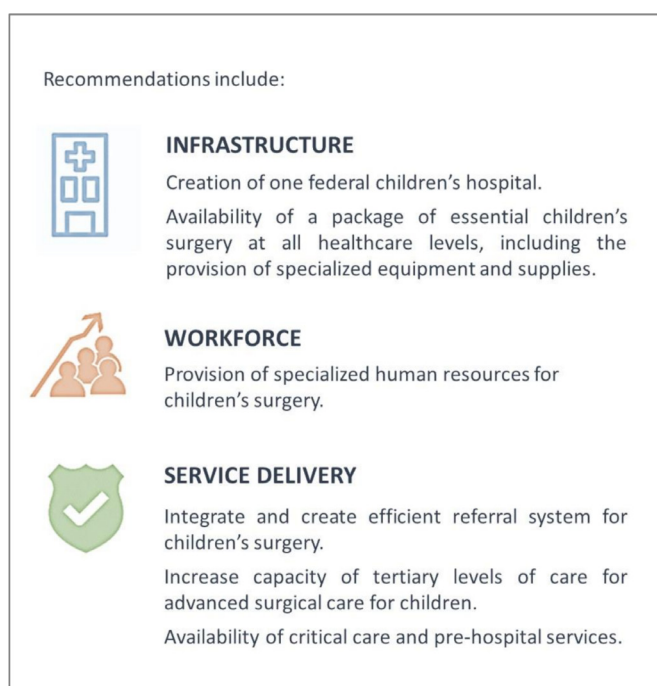 Recommendations include:
INFRASTRUCTURE
Creation of one federal children’s hospital.
Availability of a package of essential children’s
surgery at all healthcare levels, including the
provision of specialized equipment and supplies.
WORKFORCE
Provision of specialized human resources for
children’s surgery.
SERVICE DELIVERY
Integrate and create efficient referral system for
children’s surgery.
Increase capacity of tertiary levels of care for
advanced surgical care for children.
Availability of critical care and pre-hospital services.